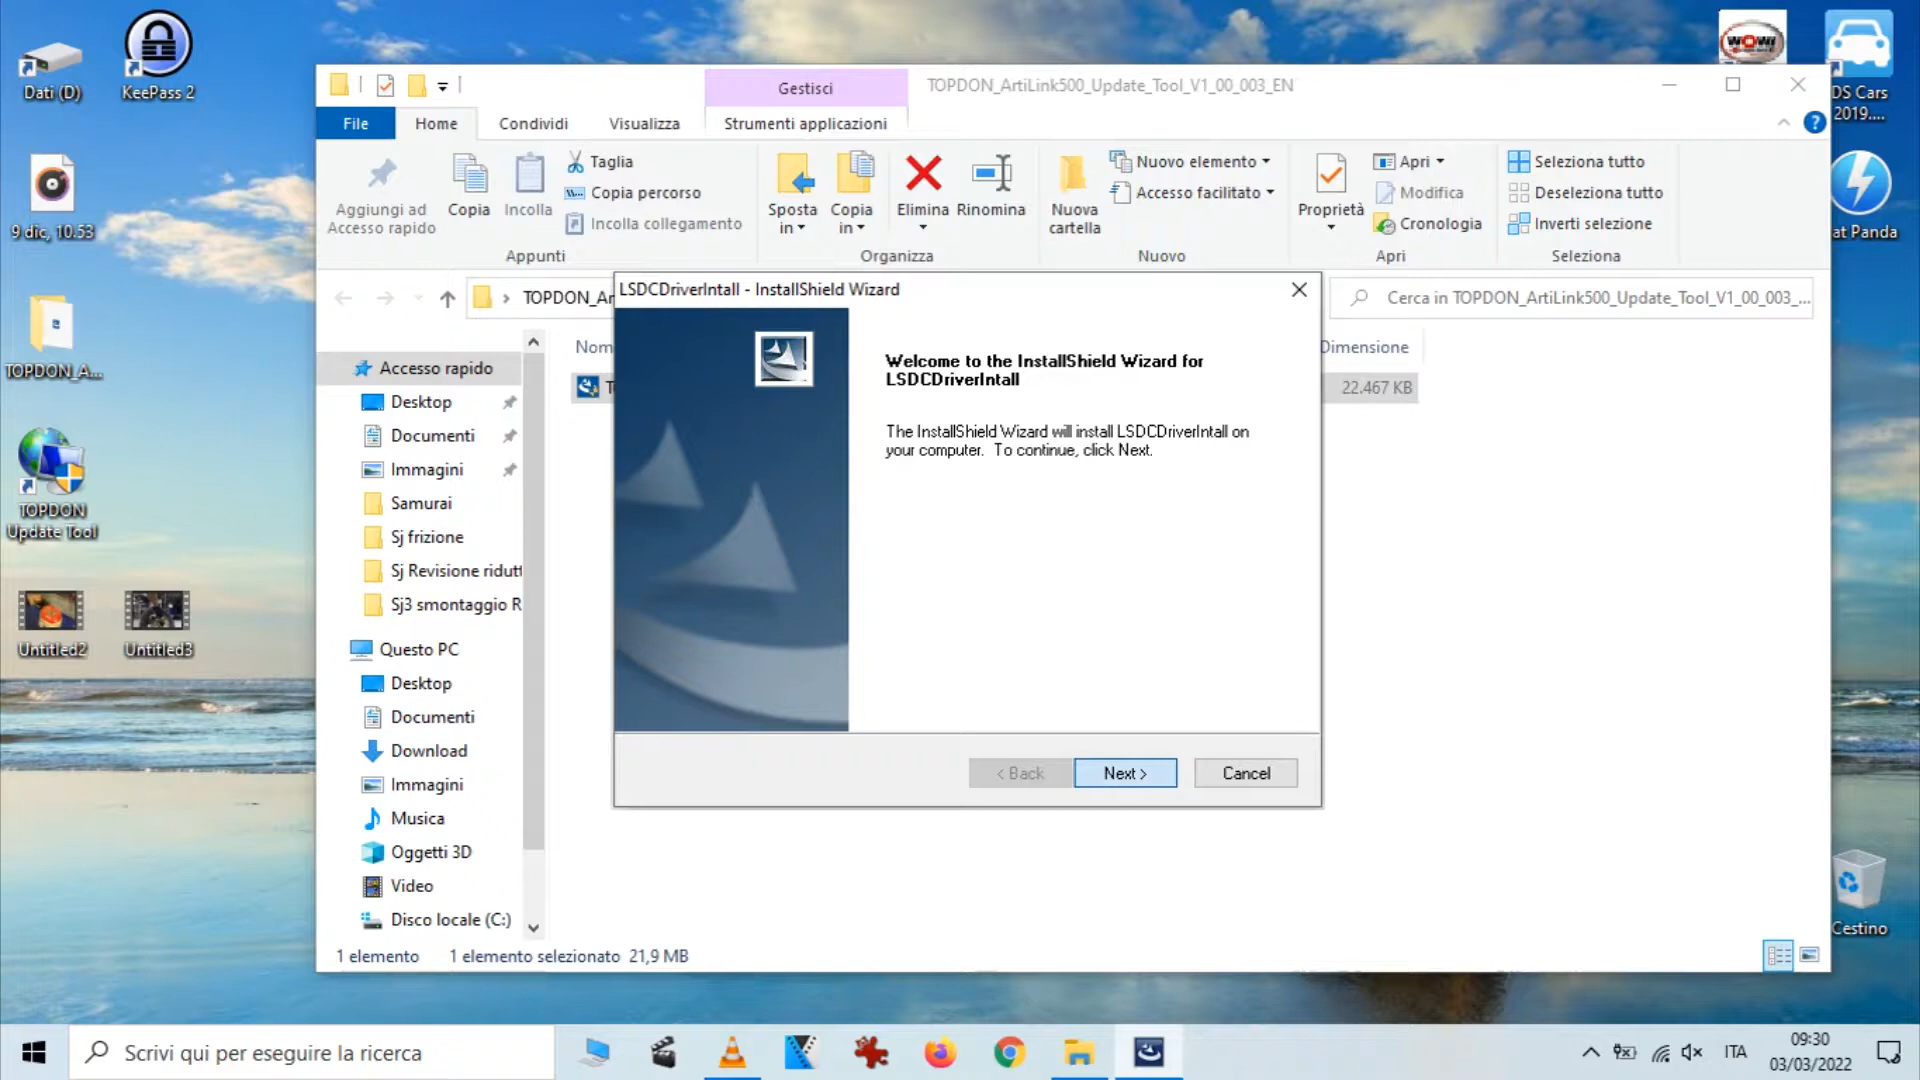 Dati (D)
KeePass 2
9 dic, 10.53
TOPDON_A...
TOPDON
Update Tool
Untitled2
Untitled3
WOW!
DS Cars
2019....
at Panda
Cestino
Gestisci
TOPDON_ArtiLink500_Update_Tool_V1_00_003_EN
File
Home
Condividi
Visualizza
Strumenti applicazioni
Aggiungi ad
Accesso rapido
Copia
Incolla
Taglia
Copia percorso
Incolla collegamento
Appunti
Sposta
in
Copia
in
Elimina
Rinomina
Organizza
Nuova
cartella
Nuovo elemento
Accesso facilitato
Nuovo
Proprietà
Apri
Modifica
Cronologia
Apri
Seleziona tutto
Deseleziona tutto
Inverti selezione
Seleziona
TOPDON_Ar
Cerca in TOPDON_ArtiLink500_Update_Tool_V1_00_003_...
Nom
Dimensione
T
22.467 KB
Accesso rapido
Desktop
Documenti
Immagini
Samurai
Sj frizione
Sj Revisione ridutt
Sj3 smontaggio R
Questo PC
Desktop
Documenti
Download
Immagini
Musica
Oggetti 3D
Video
Disco locale (C:)
1 elemento
1 elemento selezionato 21,9 MB
LSDCDriverIntall - InstallShield Wizard
Welcome to the InstallShield Wizard for
LSDCDriverIntall
The InstallShield Wizard will install LSDCDriverIntall on
your computer. To continue, click Next.
< Back
Next >
Cancel
Scrivi qui per eseguire la ricerca
ITA
09:30
03/03/2022